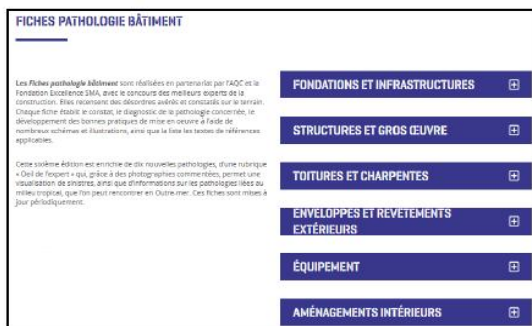 FICHES PATHOLOGIE BÂTIMENT
Les Fiches pathologie bâtiment sont réalisées en partenariat par l'AQC et la
Fondation Excellence SMA, avec le concours des meilleurs experts de la
construction. Elles recensent des désordres avérés et constatés sur le terrain.
Chaque fiche établit le constat, le diagnostic de la pathologie concernée, le
développement des bonnes pratiques de mise en oeuvre à l'aide de
nombreux schémas et illustrations, ainsi que la liste les textes de références
applicables.
Cette sixième édition est enrichie de dix nouvelles pathologies, d'une rubrique
« Oeil de l'expert » qui, grâce à des photographies commentées, permet une
visualisation de sinistres, ainsi que d'informations sur les pathologies liées au
milieu tropical, que l'on peut rencontrer en Outre-mer. Ces fiches sont mises à
jour périodiquement.
FONDATIONS ET INFRASTRUCTURES
STRUCTURES ET GROS ŒUVRE
TOITURES ET CHARPENTES
ENVELOPPES ET REVÊTEMENTS
EXTÉRIEURS
ÉQUIPEMENT
AMÉNAGEMENTS INTÉRIEURS